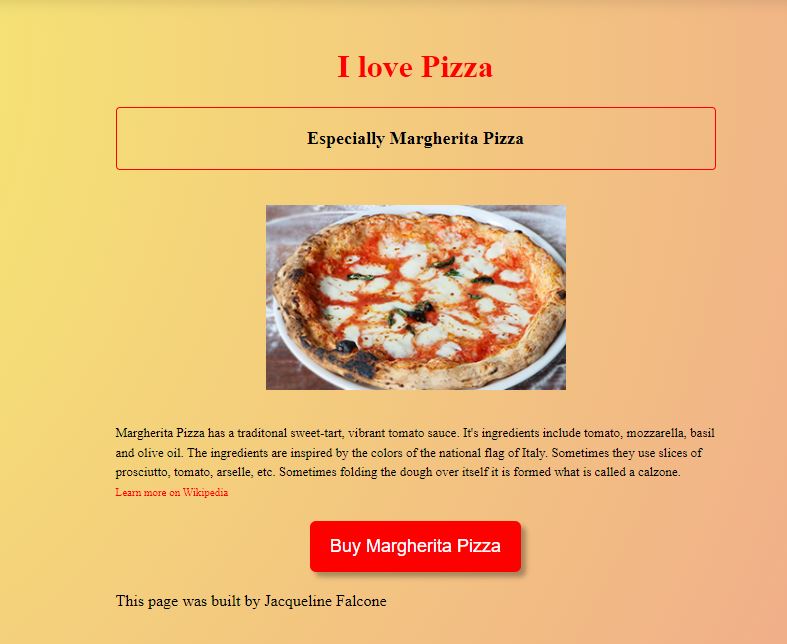 I love Pizza
Especially Margherita Pizza
Margherita Pizza has a traditonal sweet-tart, vibrant tomato sauce. It's ingredients include tomato, mozzarella, basil
and olive oil. The ingredients are inspired by the colors of the national flag of Italy. Sometimes they use slices of
prosciutto, tomato, arselle, etc. Sometimes folding the dough over itself it is formed what is called a calzone.
Learn more on Wikipedia
Buy Margherita Pizza
This page was built by Jacqueline Falcone